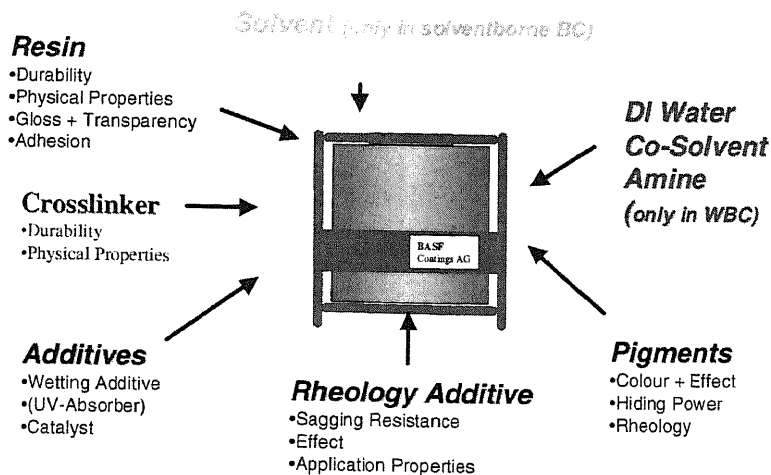 Solvent (only in solventborne BC)
Resin
•Durability
•Physical Properties
•Gloss + Transparency
•Adhesion
DI Water
Co-Solvent
Amine
(only in WBC)
Crosslinker
•Durability
•Physical Properties
BASF
Coatings AG
Additives
•Wetting Additive
•(UV-Absorber)
•Catalyst
Rheology Additive
•Sagging Resistance
•Effect
•Application Properties
Pigments
•Colour + Effect
•Hiding Power
•Rheology